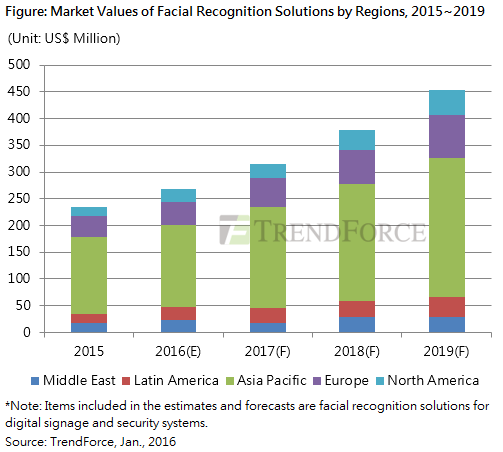 Figure: Market Values of Facial Recognition Solutions by Regions, 2015~2019
(Unit: US$ Million)
500
450
400
350
300
250
200
150
100
50
0
TRENDFORCE
2015 2016(E) 2017(F) 2018(F) 2019(F)
Middle East Latin America Asia Pacific Europe North America
*Note: Items included in the estimates and forecasts are facial recognition solutions for
digital signage and security systems.
Source: TrendForce, Jan., 2016